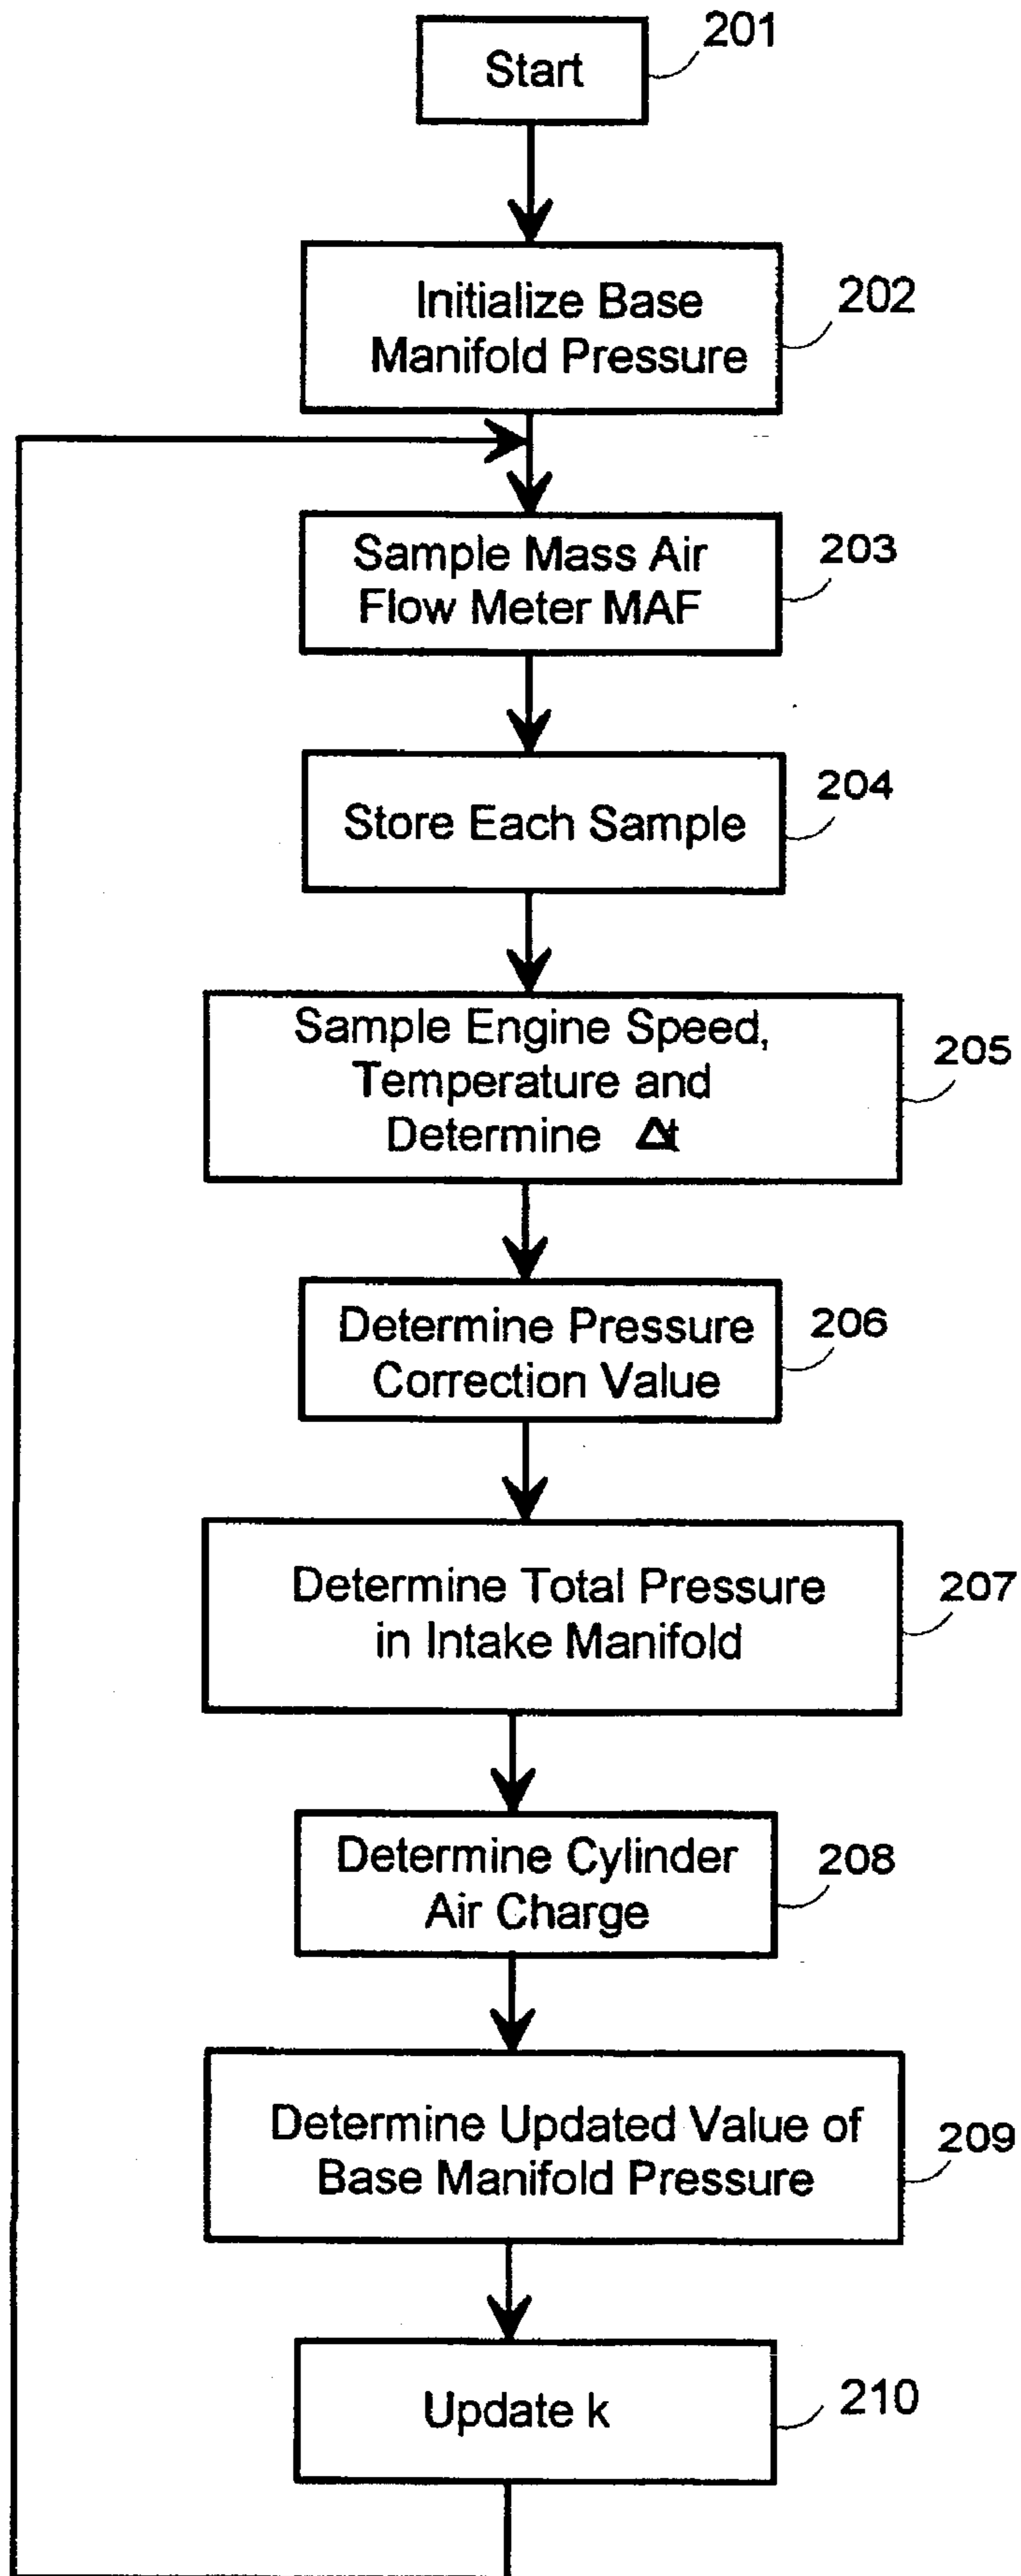 201
Start
202
Initialize Base
Manifold Pressure
203
Sample Mass Air
Flow Meter MAF
204
Store Each Sample
205
Sample Engine Speed,
Temperature and
Determine Δt
206
Determine Pressure
Correction Value
207
Determine Total Pressure
in Intake Manifold
208
Determine Cylinder
Air Charge
209
Determine Updated Value of
Base Manifold Pressure
210
Update k